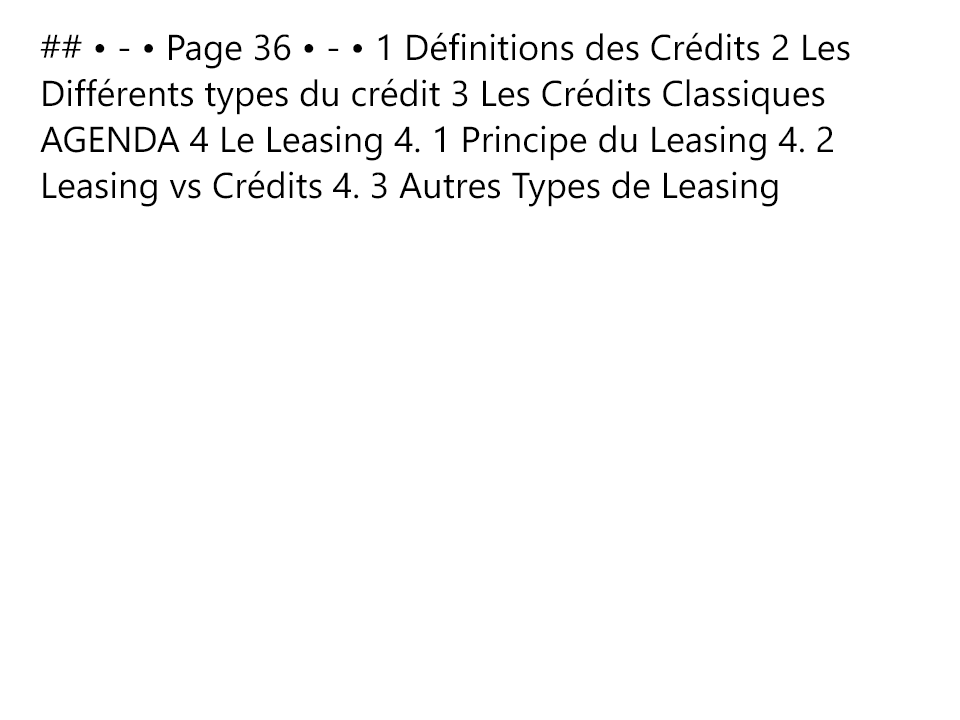 ## • - • Page 36 • - • 1 Définitions des Crédits 2 Les
Différents types du crédit 3 Les Crédits Classiques
AGENDA 4 Le Leasing 4. 1 Principe du Leasing 4. 2
Leasing vs Crédits 4. 3 Autres Types de Leasing